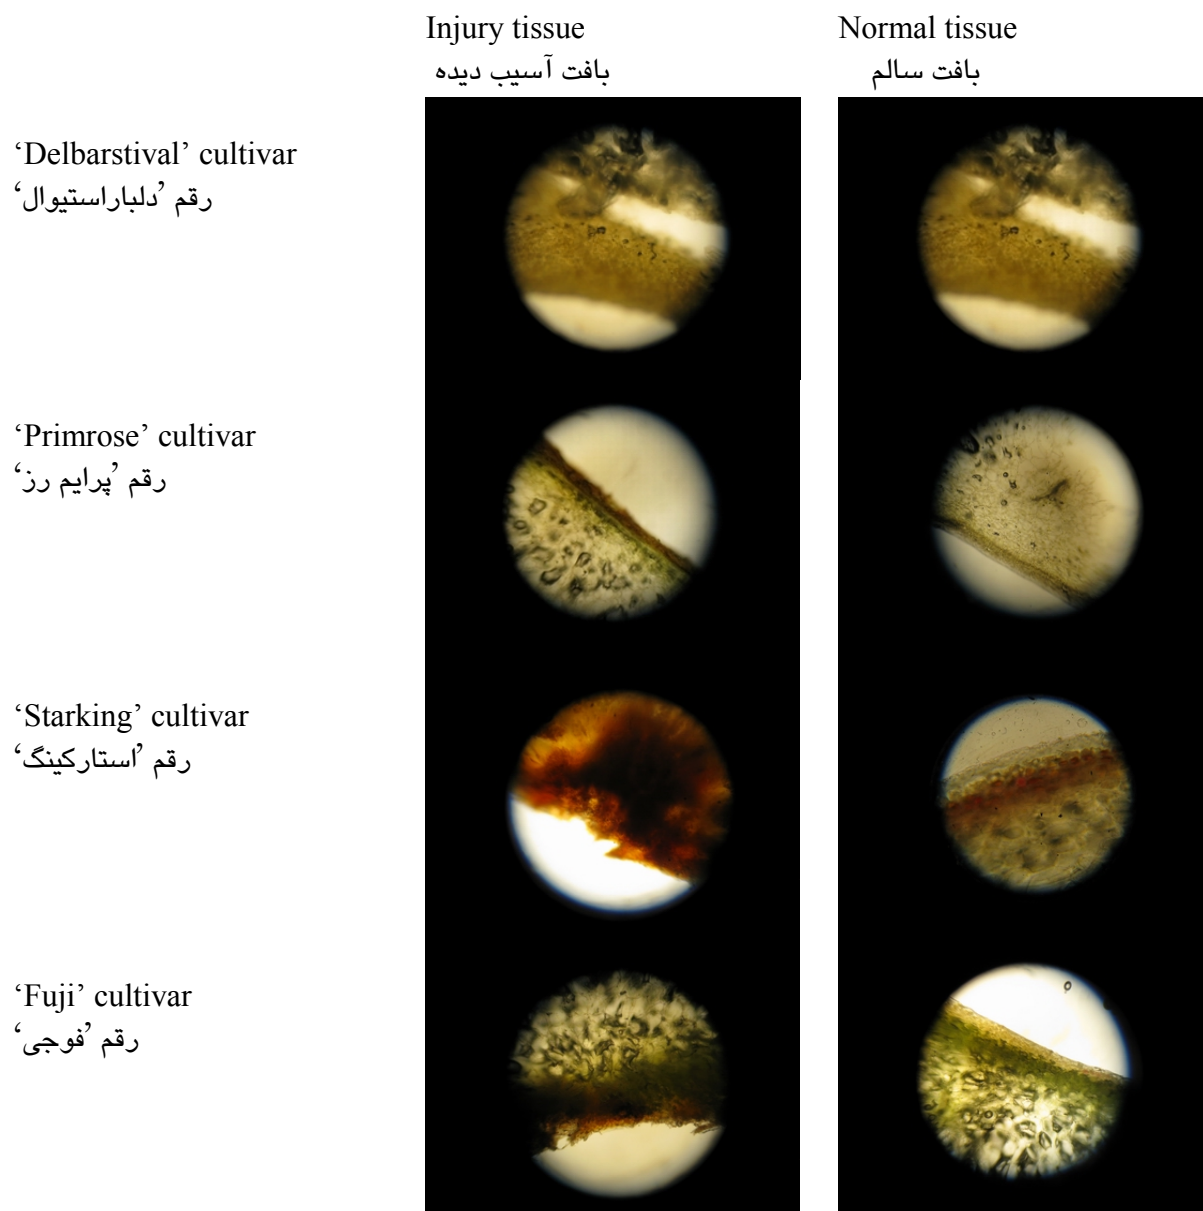 Injury tissue
بافت آسیب دیده
Normal tissue
بافت سالم
‘Delbarstival’ cultivar
رقم ’دلباراستیوال‘
‘Primrose’ cultivar
رقم ’پرایم رز‘
‘Starking’ cultivar
رقم ’استارکینگ‘
‘Fuji’ cultivar
رقم ’فوجی‘